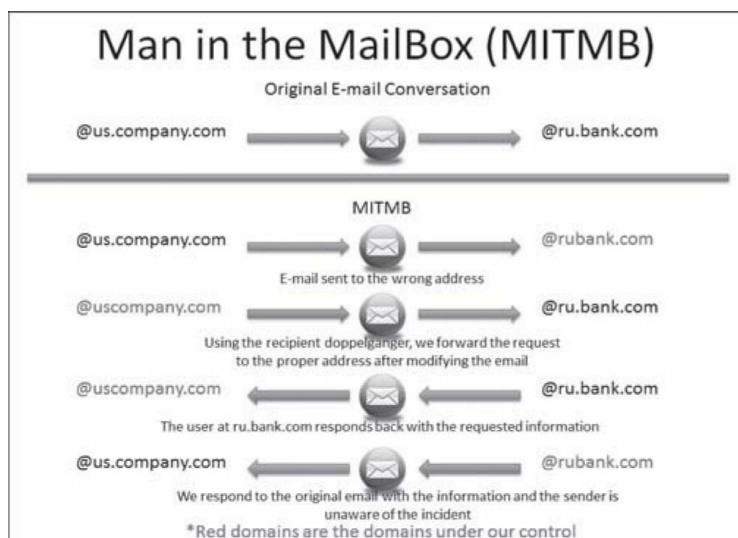 Man in the MailBox (MITMB)
Original E-mail Conversation
@us.company.com @ru.bank.com
MITMB
@us.company.com @rubank.com
E-mail sent to the wrong address
@uscompany.com @ru.bank.com
Using the recipient doppelganger, we forward the request
to the proper address after modifying the email
@uscompany.com @ru.bank.com
The user at ru.bank.com responds back with the requested information
@us.company.com @rubank.com
We respond to the original email with the information and the sender is
unaware of the incident
*Red domains are the domains under our control